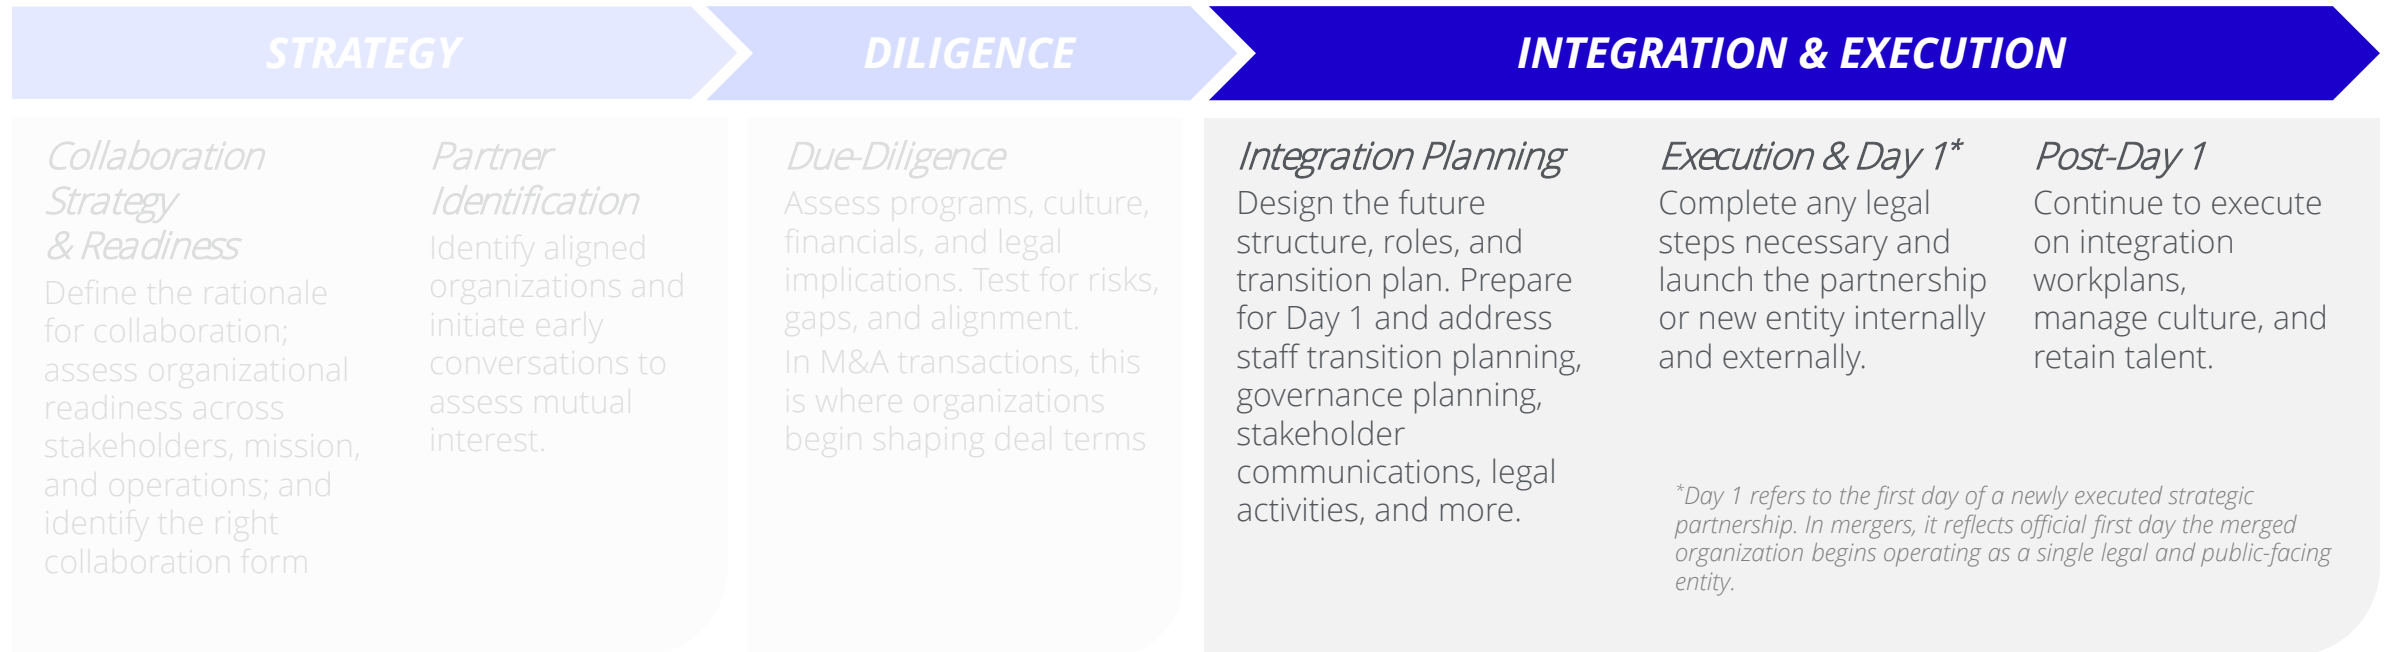 STRATEGY
DILIGENCE
INTEGRATION & EXECUTION
Collaboration
Strategy
& Readiness
Define the rationale
for collaboration;
assess organizational
readiness across
stakeholders, mission,
and operations; and
identify the right
collaboration form
Partner
Identification
Identify aligned
organizations and
initiate early
conversations to
assess mutual
interest.
Due-Diligence
Assess programs, culture,
financials, and legal
implications. Test for risks,
gaps, and alignment.
In M&A transactions, this
is where organizations
begin shaping deal terms
Integration Planning
Design the future
structure, roles, and
transition plan. Prepare
for Day 1 and address
staff transition planning,
governance planning,
stakeholder
communications, legal
activities, and more.
Execution & Day 1*
Complete any legal
steps necessary and
launch the partnership
or new entity internally
and externally.
Post-Day 1
Continue to execute
on integration
workplans,
manage culture, and
retain talent.
*Day 1 refers to the first day of a newly executed strategic
partnership. In mergers, it reflects official first day the merged
organization begins operating as a single legal and public-facing
entity.